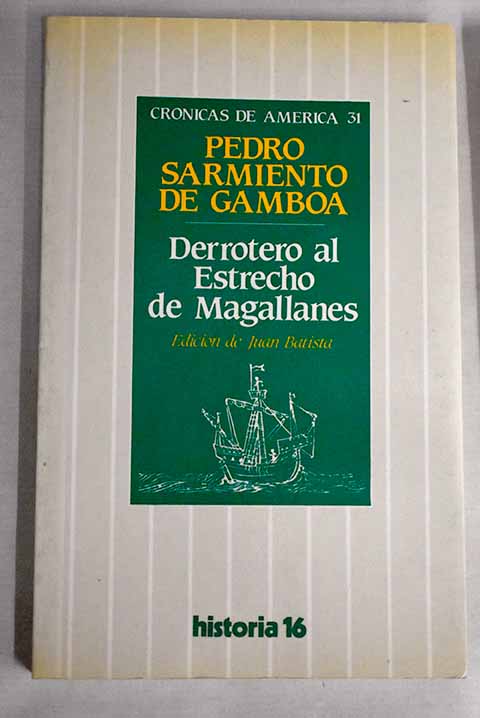 CRONICAS DE AMERICA 31
PEDRO
SARMIENTO
DE GAMBOA
Derrotero al
Estrecho
de Magallanes
Edición de Juan Batista
historia 16